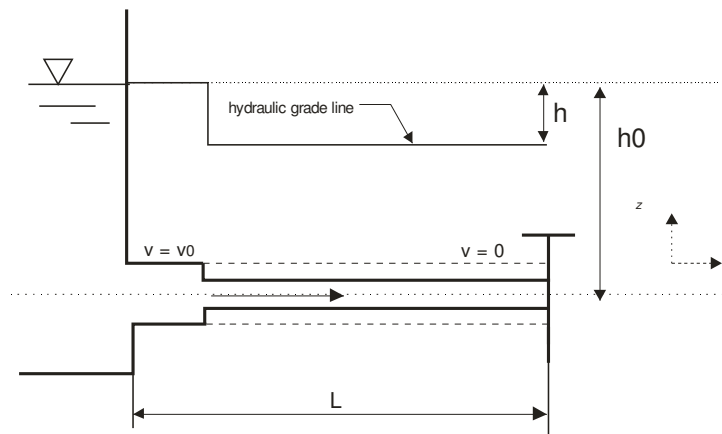 hydraulic grade line
h
h0
z
v = v0
v = 0
L